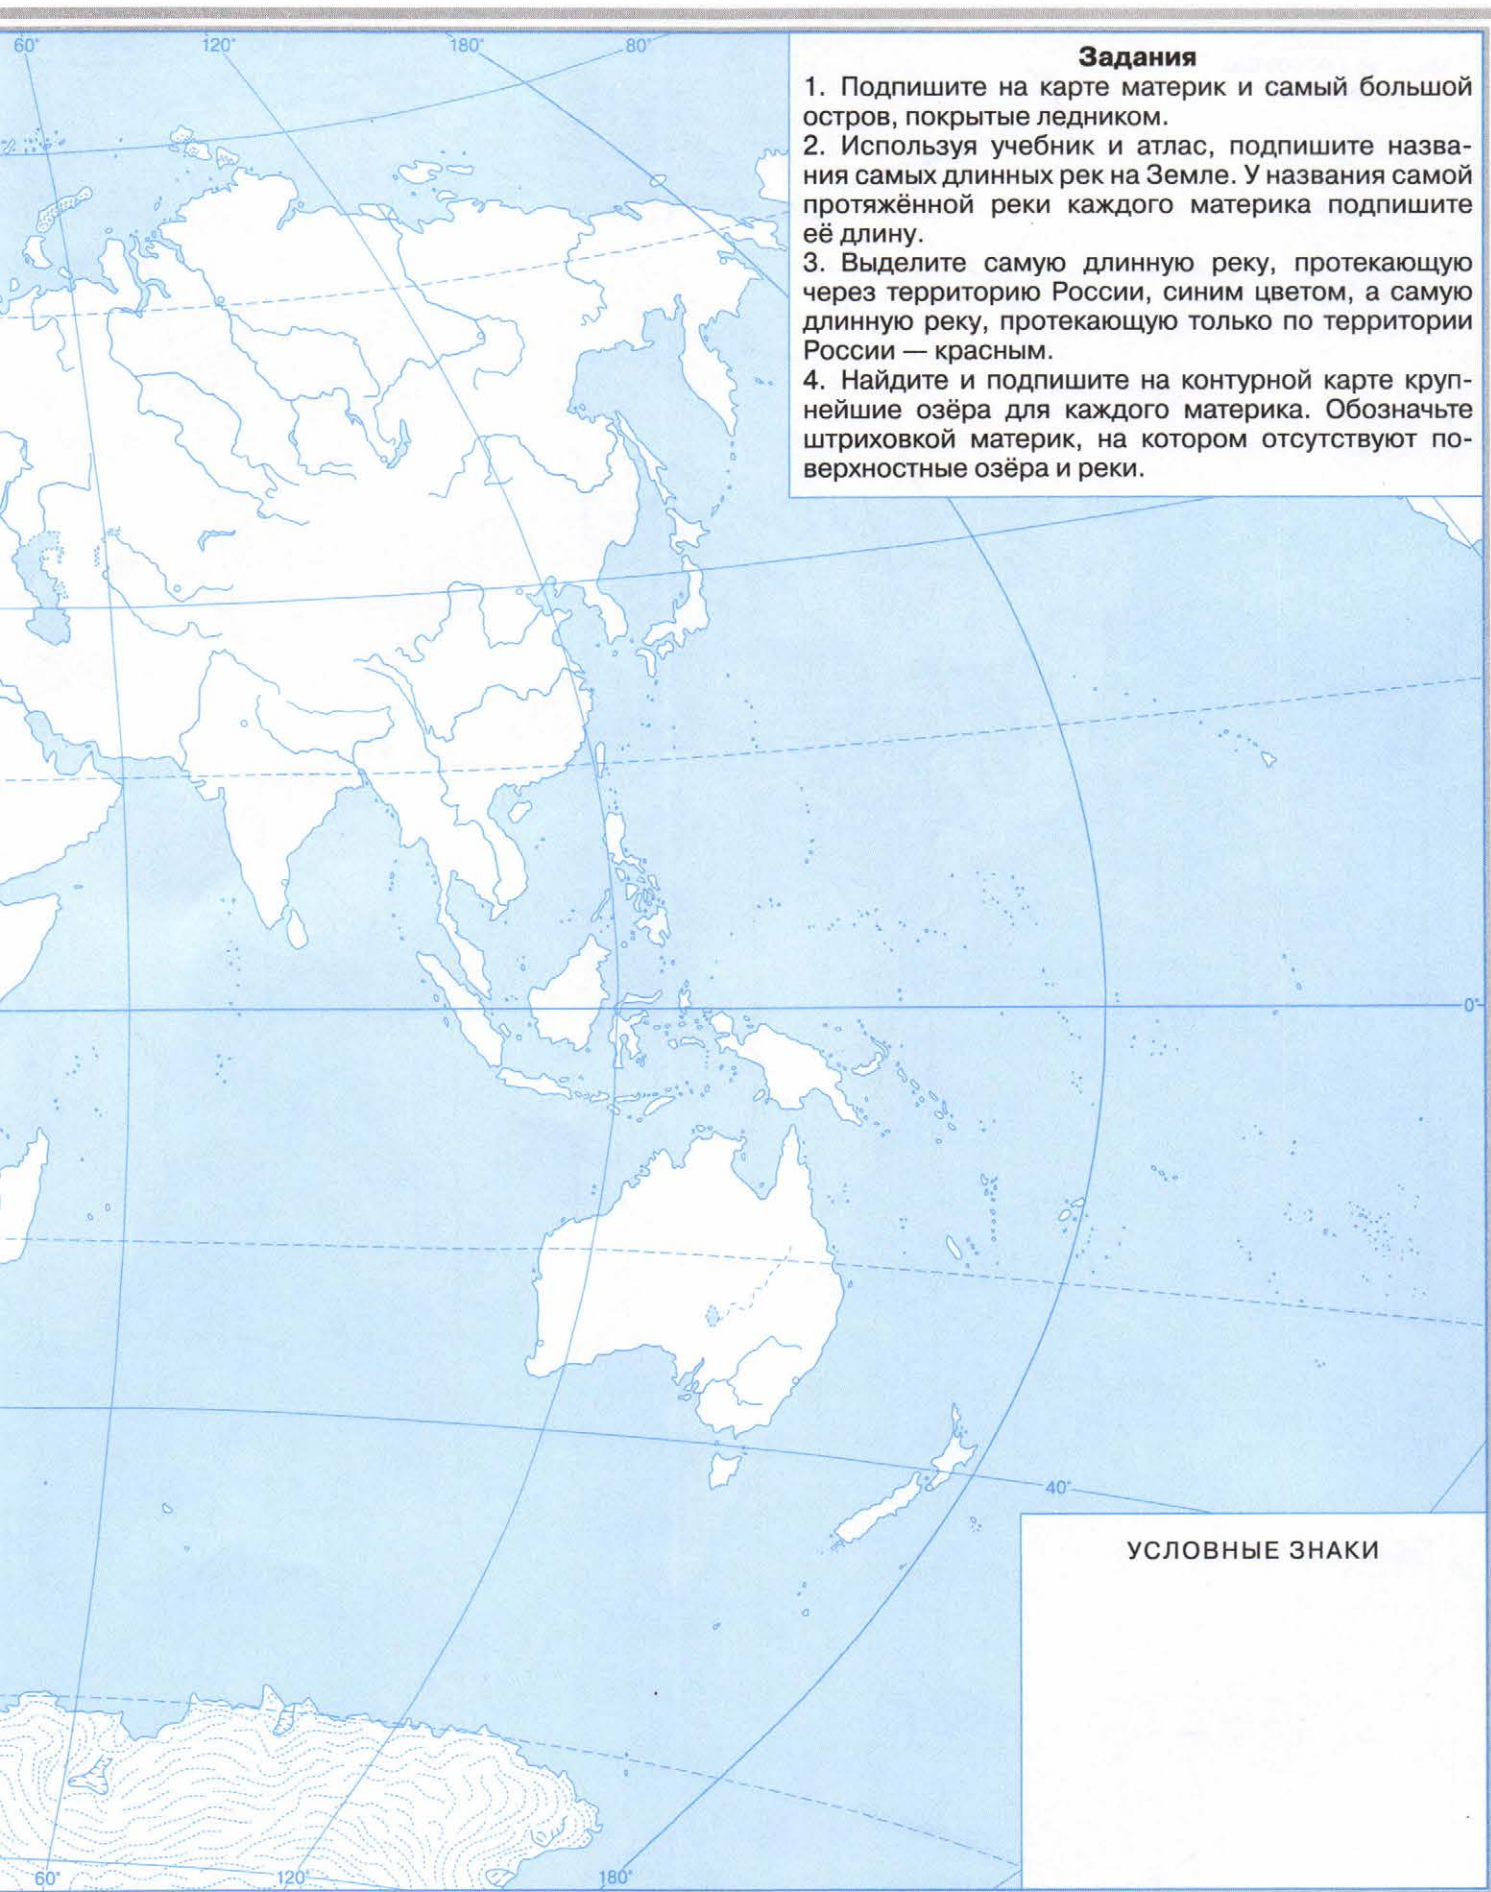 60°
120°
180°
80°
Задания
1. Подпишите на карте материк и самый большой
остров, покрытые ледником.
2. Используя учебник и атлас, подпишите назва-
ния самых длинных рек на Земле. У названия самой
протяжённой реки каждого материка подпишите
её длину.
3. Выделите самую длинную реку, протекающую
через территорию России, синим цветом, а самую
длинную реку, протекающую только по территории
России — красным.
4. Найдите и подпишите на контурной карте круп-
нейшие озёра для каждого материка. Обозначьте
штриховкой материк, на котором отсутствуют по-
верхностные озёра и реки.
0°
40°
УСЛОВНЫЕ ЗНАКИ
60°
120°
180°